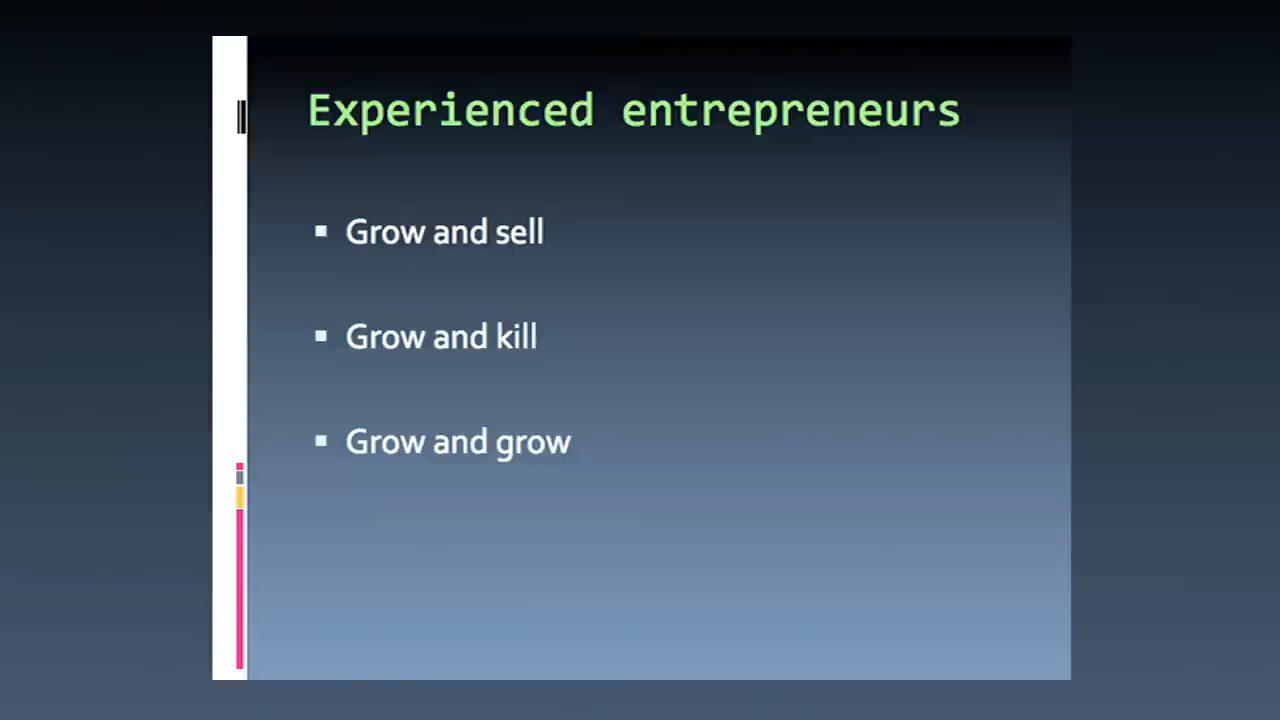 Experienced entrepreneurs
Grow and sell
Grow and kill
Grow and grow